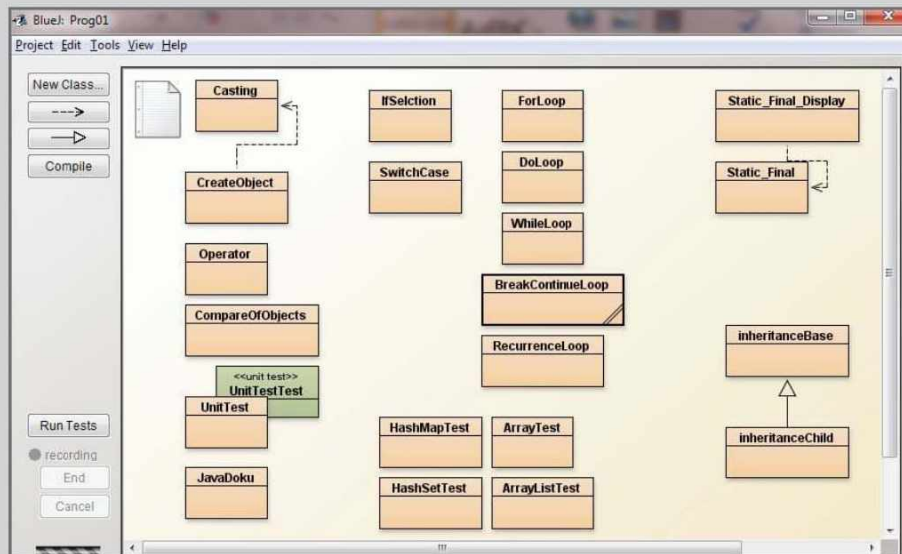 BlueJ: Prog01
Project Edit Tools View Help
New Class...
Compile
Run Tests
recording
End
Cancel
Casting
CreateObject
Operator
CompareOfObjects
<<unit test>>
UnitTestTest
UnitTest
JavaDoku
IfSelction
SwitchCase
ForLoop
DoLoop
WhileLoop
BreakContinueLoop
RecurrenceLoop
HashMapTest
ArrayTest
HashSetTest
ArrayListTest
Static_Final_Display
Static_Final
inheritanceBase
inheritanceChild